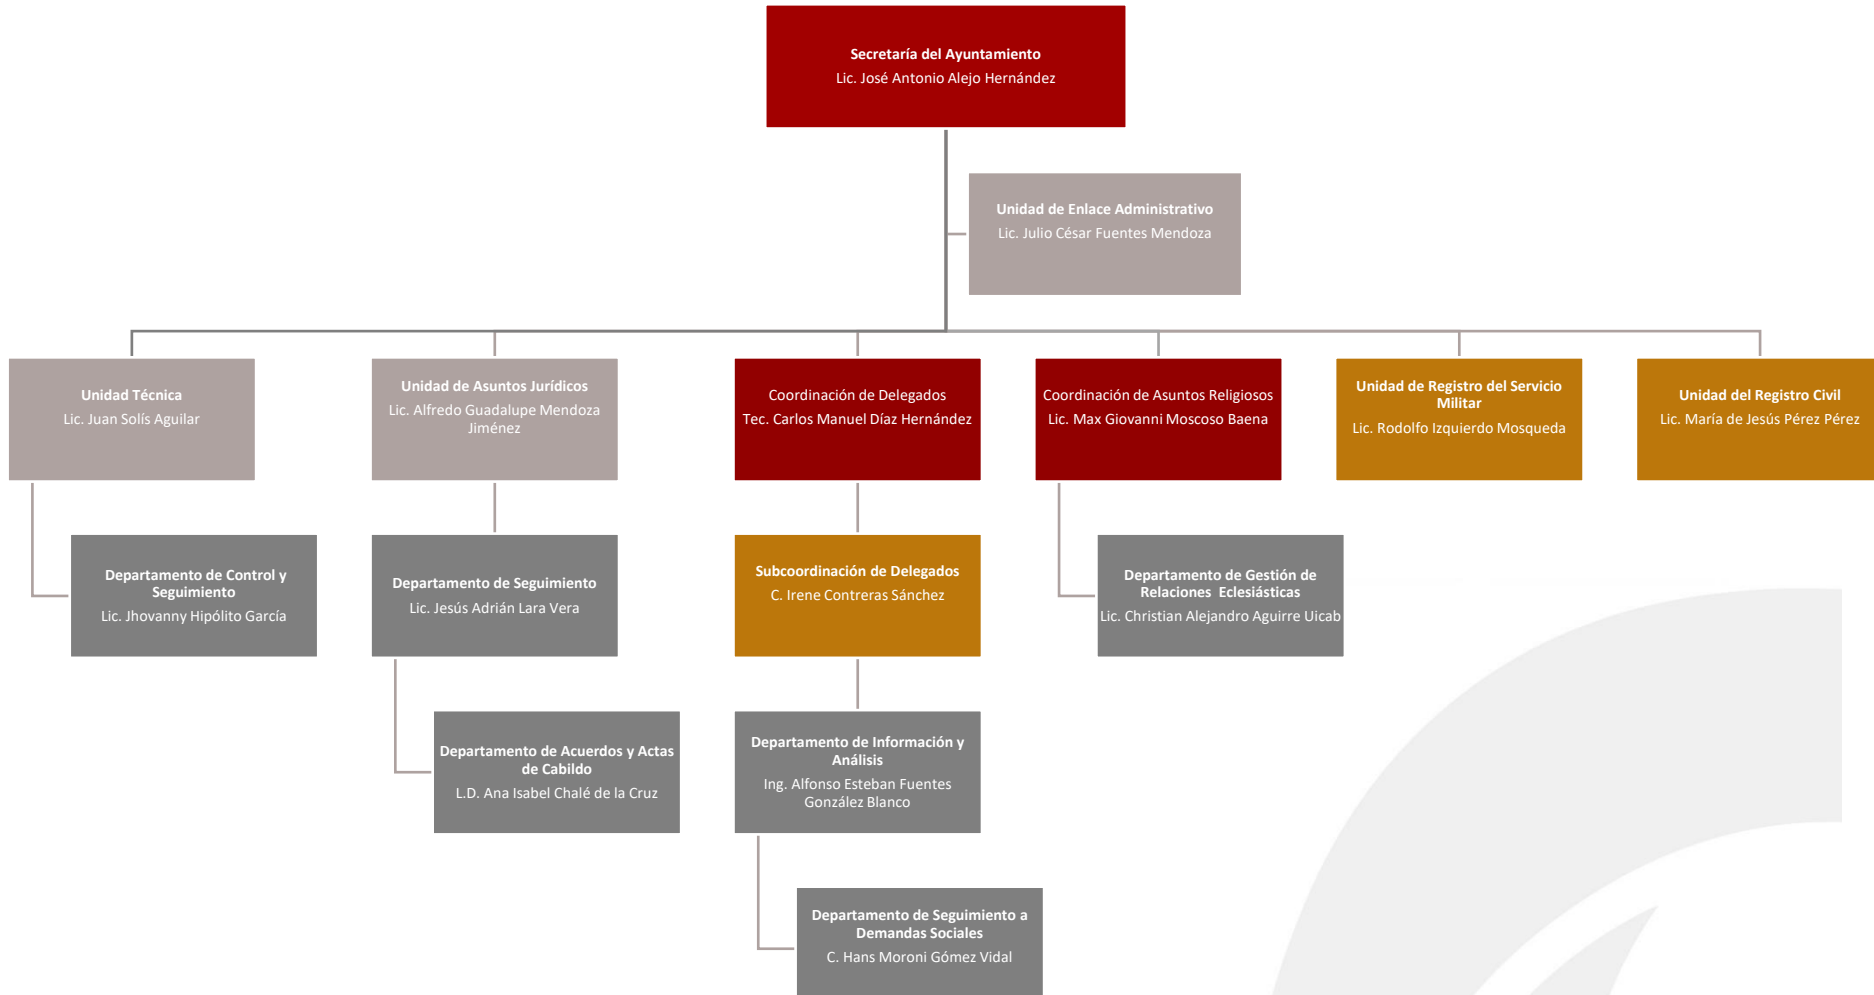 Secretaría del Ayuntamiento
Lic. José Antonio Alejo Hernández
Unidad de Enlace Administrativo
Lic. Julio César Fuentes Mendoza
Unidad Técnica
Lic. Juan Solís Aguilar
Unidad de Asuntos Jurídicos
Lic. Alfredo Guadalupe Mendoza
Jiménez
Coordinación de Delegados
Tec. Carlos Manuel Díaz Hernández
Coordinación de Asuntos Religiosos
Lic. Max Giovanni Moscoso Baena
Unidad de Registro del Servicio
Militar
Lic. Rodolfo Izquierdo Mosqueda
Unidad del Registro Civil
Lic. María de Jesús Pérez Pérez
Departamento de Control y
Seguimiento
Lic. Jhovanny Hipólito García
Departamento de Seguimiento
Lic. Jesús Adrián Lara Vera
Subcoordinación de Delegados
C. Irene Contreras Sánchez
Departamento de Gestión de
Relaciones Eclesiásticas
Lic. Christian Alejandro Aguirre Uicab
Departamento de Acuerdos y Actas
de Cabildo
L.D. Ana Isabel Chalé de la Cruz
Departamento de Información y
Análisis
Ing. Alfonso Esteban Fuentes
González Blanco
Departamento de Seguimiento a
Demandas Sociales
C. Hans Moroni Gómez Vidal